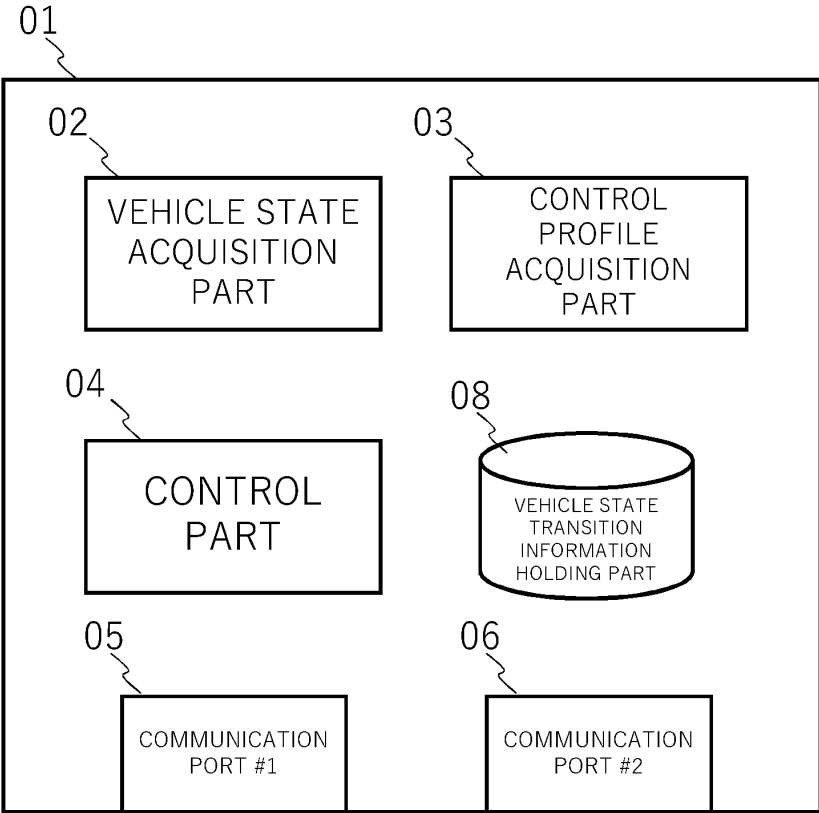 01
02
VEHICLE STATE
ACQUISITION
PART
03
CONTROL
PROFILE
ACQUISITION
PART
04
CONTROL
PART
08
VEHICLE STATE
TRANSITION
INFORMATION
HOLDING PART
05
COMMUNICATION
PORT #1
06
COMMUNICATION
PORT #2